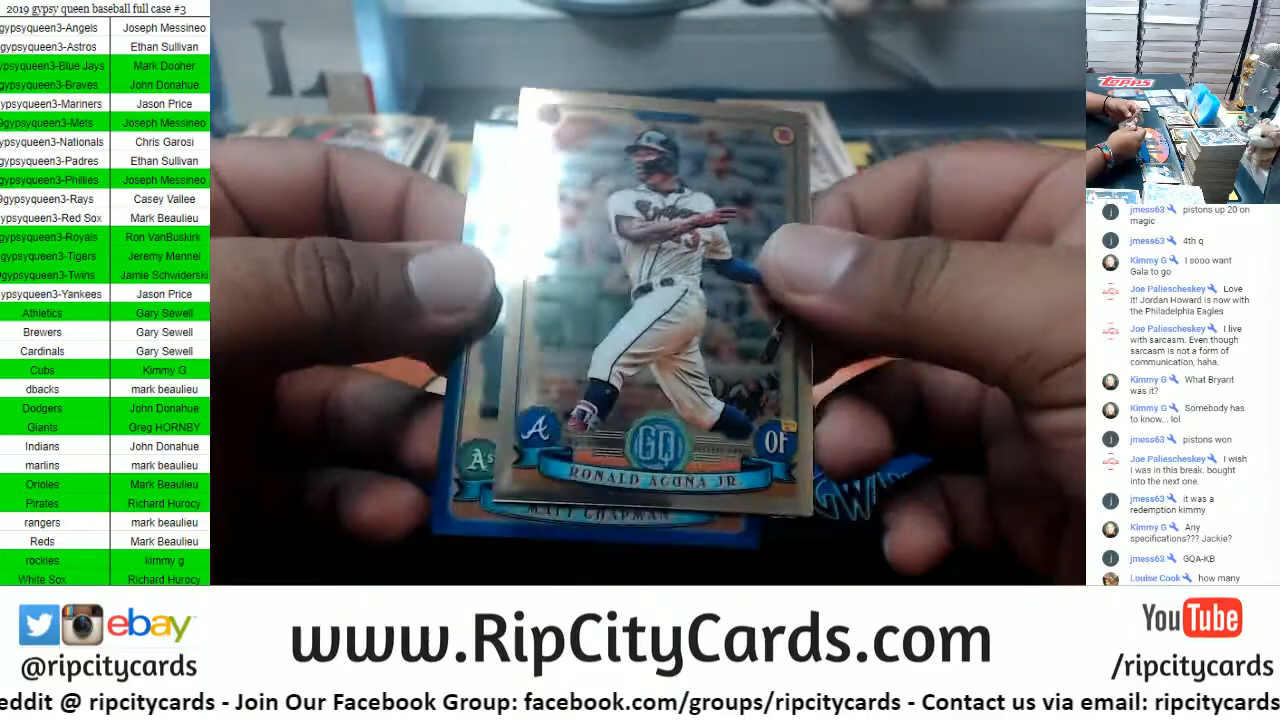 2019 gypsy queen baseball full case #3
gypsyqueen3-Angels Joseph Messineo
gypsyqueen3-Astros Ethan Sullivan
gypsyqueen3-Blue Jays Mark Dooher
gypsyqueen3-Braves John Donahue
gypsyqueen3-Mariners Jason Price
9gypsyqueen3-Mets Joseph Messineo
gypsyqueen3-Nationals Chris Garosi
gypsyqueen3-Padres Ethan Sullivan
gypsyqueen3-Phillies Joseph Messineo
9gypsyqueen3-Rays Casey Vallee
ypsyqueen3-Red Sox Mark Beaulieu
gypsyqueen3-Royals Ron VanBuskirk
gypsyqueen3-Tigers Jeremy Mennel
gypsyqueen3-Twins Jamie Schwiderski
ypsyqueen3-Yankees Jason Price
Athletics Gary Sewell
Brewers Gary Sewell
Cardinals Gary Sewell
Cubs Kimmy G
dbacks mark beaulieu
Dodgers John Donahue
Giants Greg HORNBY
Indians John Donahue
marlins mark beaulieu
Orioles Mark Beaulieu
Pirates Richard Hurocy
rangers mark beaulieu
Reds Mark Beaulieu
rockies kimmy g
White Sox Richard Hurocy
A
GQ
OF
A's
RONALD ACUÑA JR.
MATT CHAPMAN
Topps
jmess63 pistons up 20 on
magic
jmess63 4th q
Kimmy G I sooo want
Gala to go
Joe Paliescheskey Love
it! Jordan Howard is now with
the Philadelphia Eagles
Joe Paliescheskey I live
with sarcasm. Even though
sarcasm is not a form of
communication, haha.
Kimmy G What Bryant
was it?
Kimmy G Somebody has
to know... lol
jmess63 pistons won
Joe Paliescheskey I wish
I was in this break. bought
into the next one.
jmess63 it was a
redemption kimmy
Kimmy G Any
specifications??? Jackie?
jmess63 GQA-KB
Louise Cook how many
ebay
@ripcitycards
www.RipCityCards.com
YouTube
/ripcitycards
eddit @ ripcitycards - Join Our Facebook Group: facebook.com/groups/ripcitycards - Contact us via email: ripcitycards